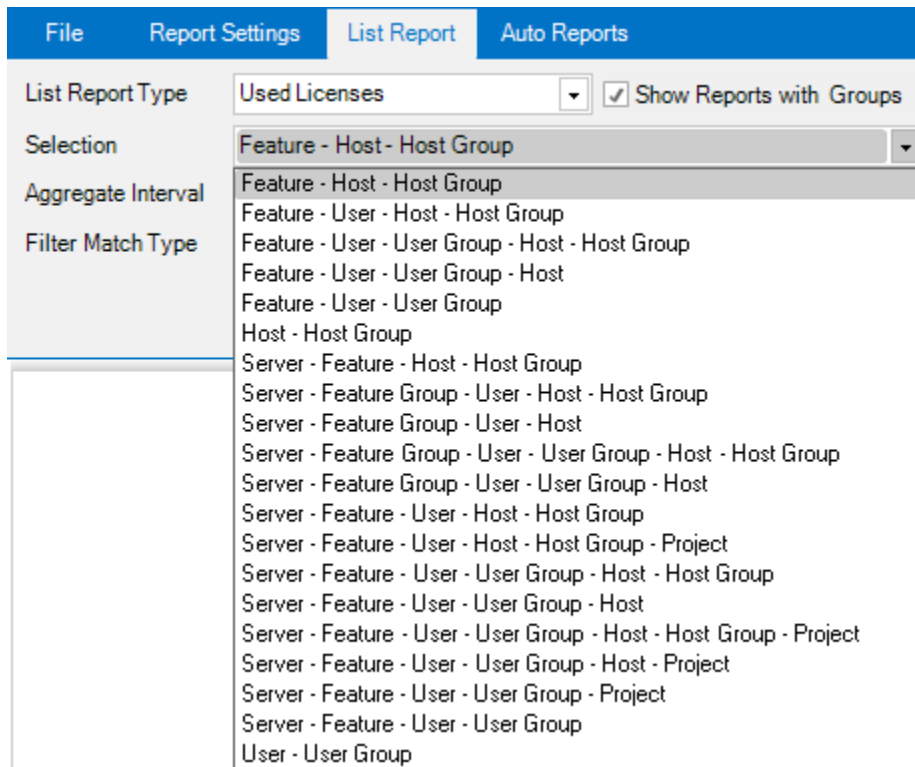 File Report Settings List Report Auto Reports
List Report Type Used Licenses Show Reports with Groups
Selection Feature - Host - Host Group
Aggregate Interval
Filter Match Type
Feature - Host - Host Group
Feature - User - Host - Host Group
Feature - User - User Group - Host - Host Group
Feature - User - User Group - Host
Feature - User - User Group
Host - Host Group
Server - Feature - Host - Host Group
Server - Feature Group - User - Host - Host Group
Server - Feature Group - User - Host
Server - Feature Group - User - User Group - Host - Host Group
Server - Feature Group - User - User Group - Host
Server - Feature - User - Host - Host Group
Server - Feature - User - Host - Host Group - Project
Server - Feature - User - User Group - Host - Host Group
Server - Feature - User - User Group - Host
Server - Feature - User - User Group - Host - Host Group - Project
Server - Feature - User - User Group - Host - Project
Server - Feature - User - User Group - Project
Server - Feature - User - User Group
User - User Group